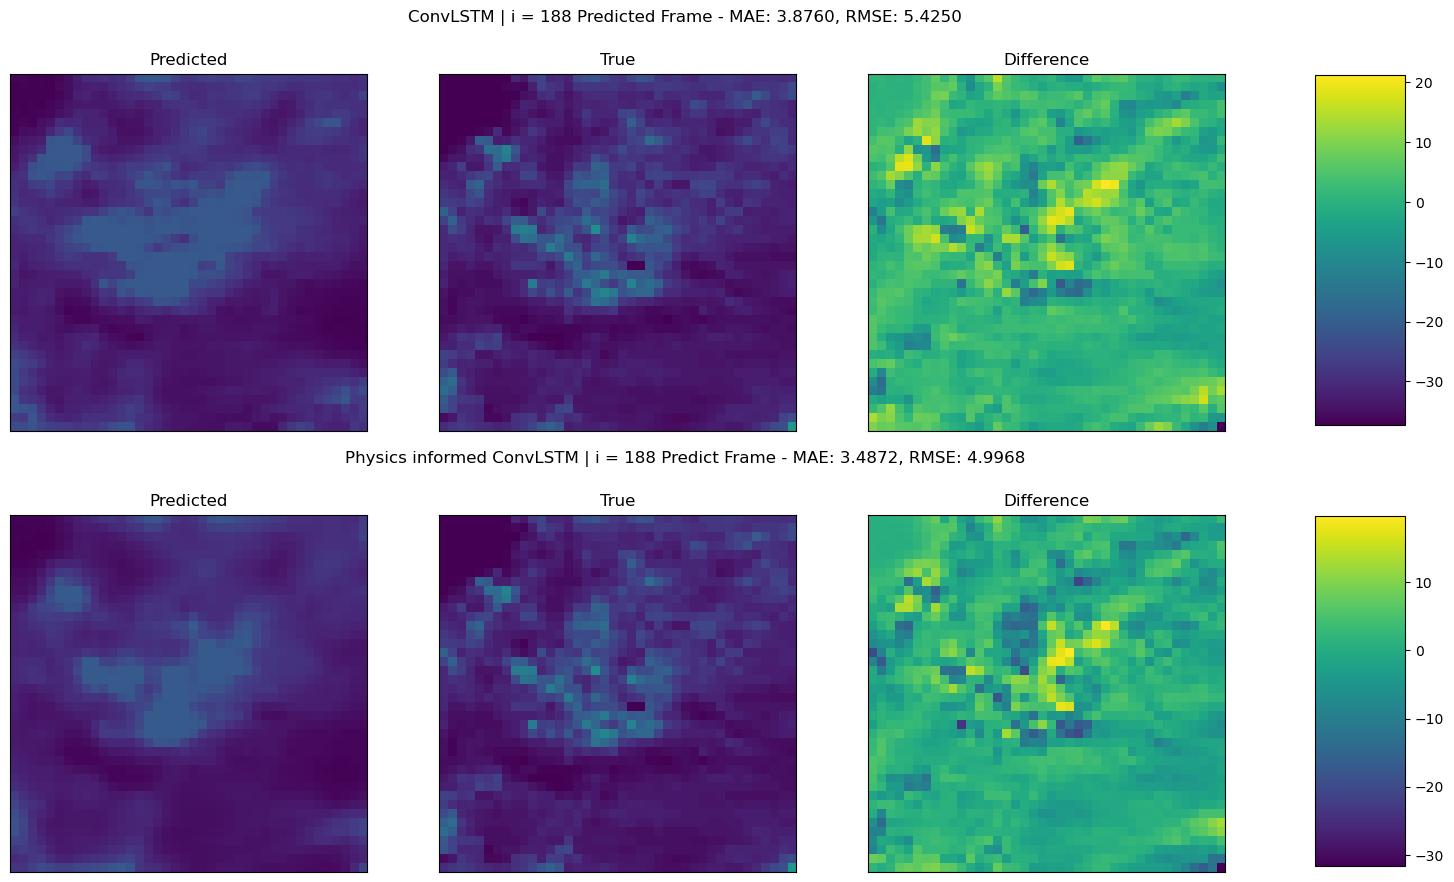 ConvLSTM | i = 188 Predicted Frame - MAE: 3.8760, RMSE: 5.4250
Predicted
True
Difference
20
10
0
−10
−20
−30
Physics informed ConvLSTM | i = 188 Predict Frame - MAE: 3.4872, RMSE: 4.9968
Predicted
True
Difference
10
0
−10
−20
−30